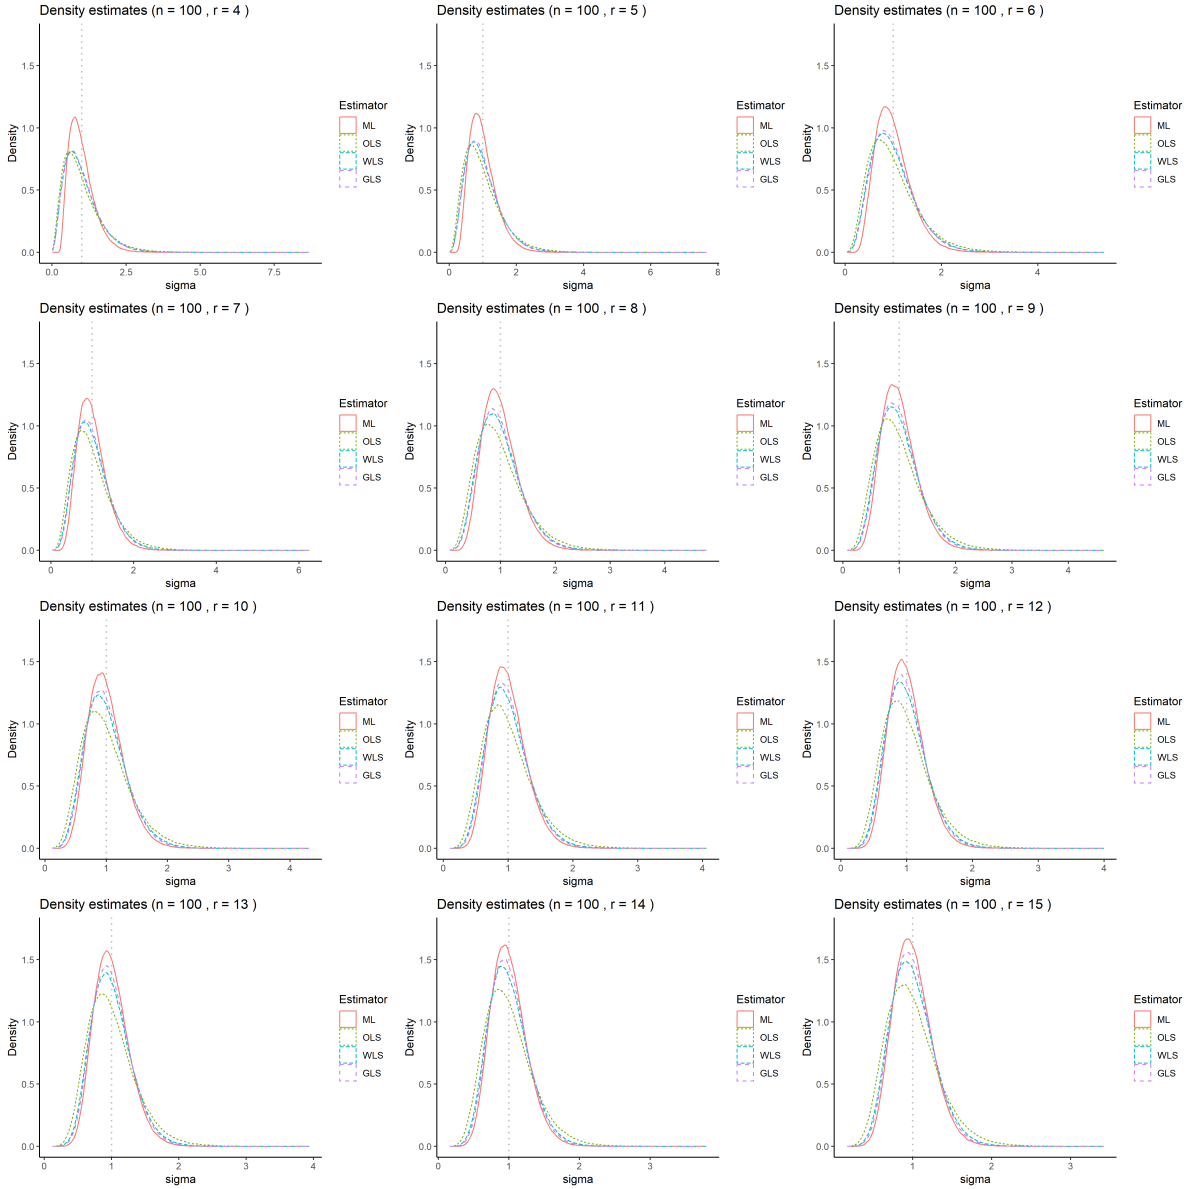 Density estimates (n = 100 , r = 4 )
Density
1.5
1.0
0.5
0.0
0.0 2.5 5.0 7.5
sigma
Estimator
ML
OLS
WLS
GLS
Density estimates (n = 100 , r = 5 )
Density
1.5
1.0
0.5
0.0
0 2 4 6 8
sigma
Estimator
ML
OLS
WLS
GLS
Density estimates (n = 100 , r = 6 )
Density
1.5
1.0
0.5
0.0
0 2 4
sigma
Estimator
ML
OLS
WLS
GLS
Density estimates (n = 100 , r = 7 )
Density
1.5
1.0
0.5
0.0
0 2 4 6
sigma
Estimator
ML
OLS
WLS
GLS
Density estimates (n = 100 , r = 8 )
Density
1.5
1.0
0.5
0.0
0 1 2 3 4
sigma
Estimator
ML
OLS
WLS
GLS
Density estimates (n = 100 , r = 9 )
Density
1.5
1.0
0.5
0.0
0 1 2 3 4
sigma
Estimator
ML
OLS
WLS
GLS
Density estimates (n = 100 , r = 10 )
Density
1.5
1.0
0.5
0.0
0 1 2 3 4
sigma
Estimator
ML
OLS
WLS
GLS
Density estimates (n = 100 , r = 11 )
Density
1.5
1.0
0.5
0.0
0 1 2 3 4
sigma
Estimator
ML
OLS
WLS
GLS
Density estimates (n = 100 , r = 12 )
Density
1.5
1.0
0.5
0.0
0 1 2 3 4
sigma
Estimator
ML
OLS
WLS
GLS
Density estimates (n = 100 , r = 13 )
Density
1.5
1.0
0.5
0.0
0 1 2 3 4
sigma
Estimator
ML
OLS
WLS
GLS
Density estimates (n = 100 , r = 14 )
Density
1.5
1.0
0.5
0.0
0 1 2 3
sigma
Estimator
ML
OLS
WLS
GLS
Density estimates (n = 100 , r = 15 )
Density
1.5
1.0
0.5
0.0
1 2 3
sigma
Estimator
ML
OLS
WLS
GLS